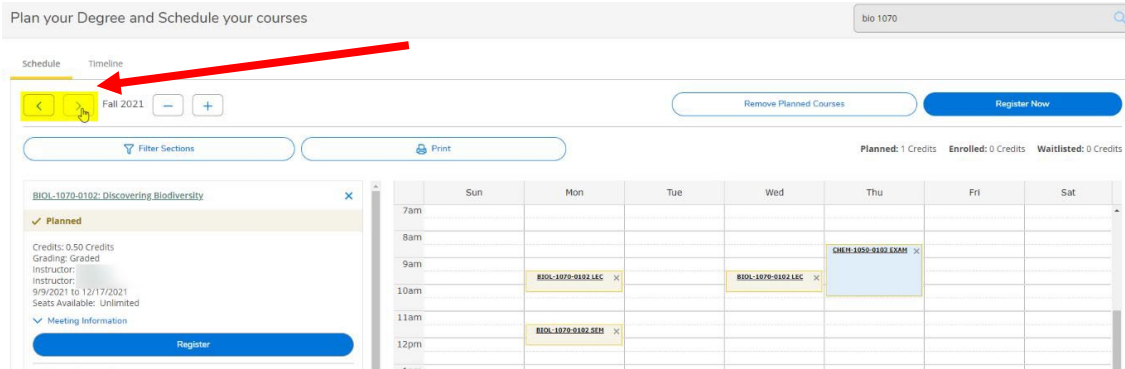 Plan your Degree and Schedule your courses
bio 1070
Schedule Timeline
Fall 2021
Remove Planned Courses
Register Now
Filter Sections
Print
Planned: 1 Credits Enrolled: 0 Credits Waitlisted: 0 Credits
BIOL-1070-0102: Discovering Biodiversity
Planned
Credits: 0.50 Credits
Grading: Graded
Instructor:
Instructor:
9/9/2021 to 12/17/2021
Seats Available: Unlimited
Meeting Information
Register
Sun Mon Tue Wed Thu Fri Sat
7am
8am
CHEM-1050-0103 EXAM
9am
BIOL-1070-0102 LEC BIOL-1070-0102 LEC
10am
11am
BIOL-1070-0102 SEM
12pm